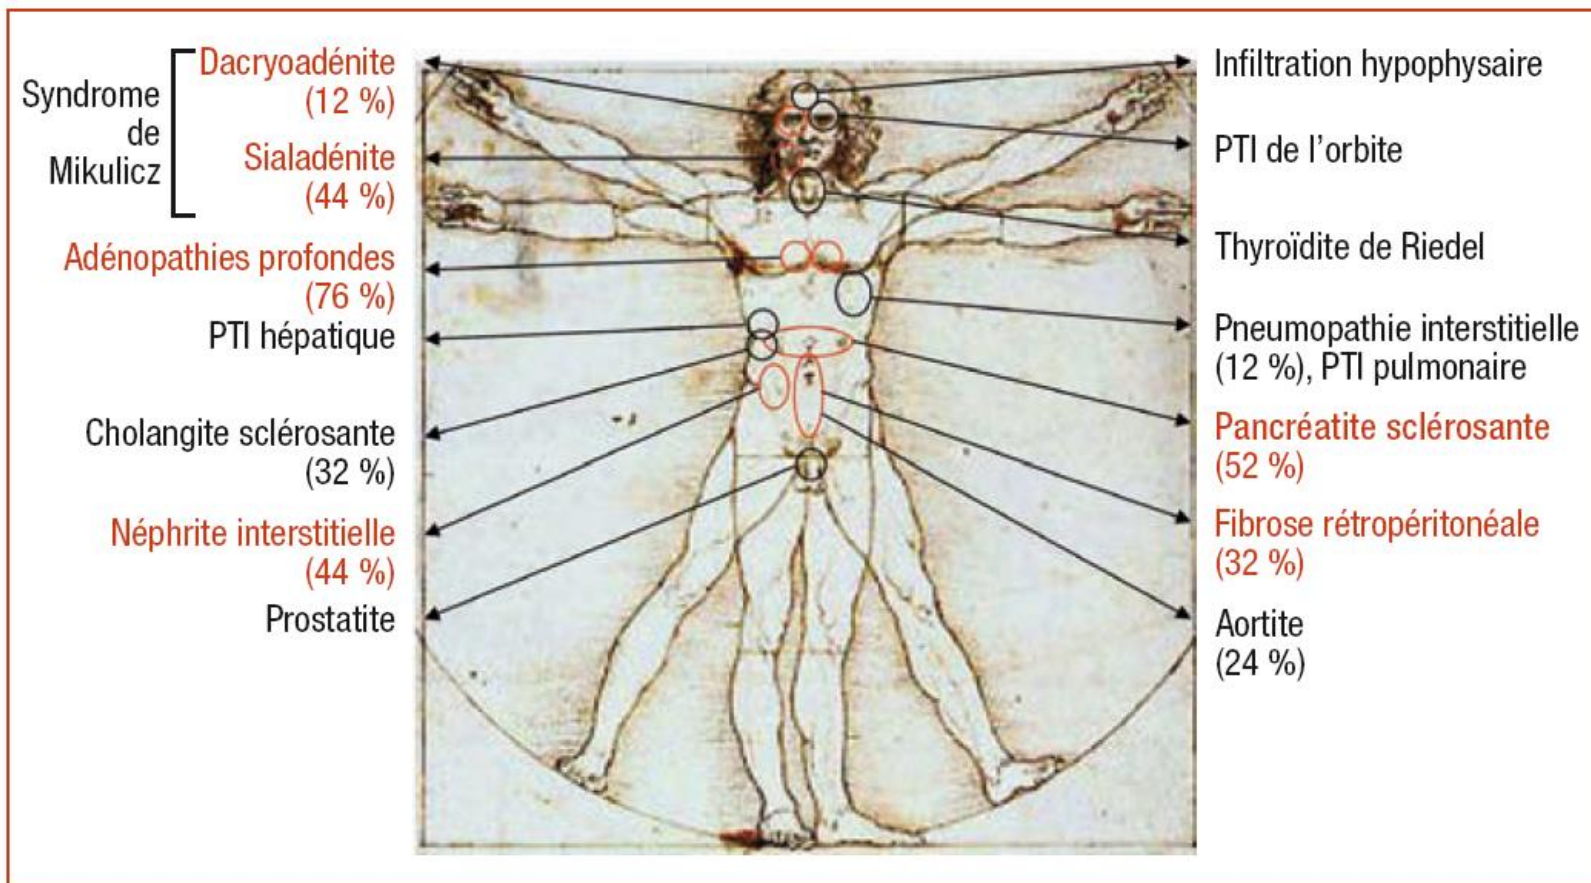 Syndrome
de
Mikulicz
Dacryoadénite
(12 %)
Sialadénite
(44 %)
Adénopathies profondes
(76 %)
PTI hépatique
Cholangite sclérosante
(32 %)
Néphrite interstitielle
(44 %)
Prostatite
Infiltration hypophysaire
PTI de l'orbite
Thyroïdite de Riedel
Pneumopathie interstitielle
(12 %), PTI pulmonaire
Pancréatite sclérosante
(52 %)
Fibrose rétropéritonéale
(32 %)
Aortite
(24 %)